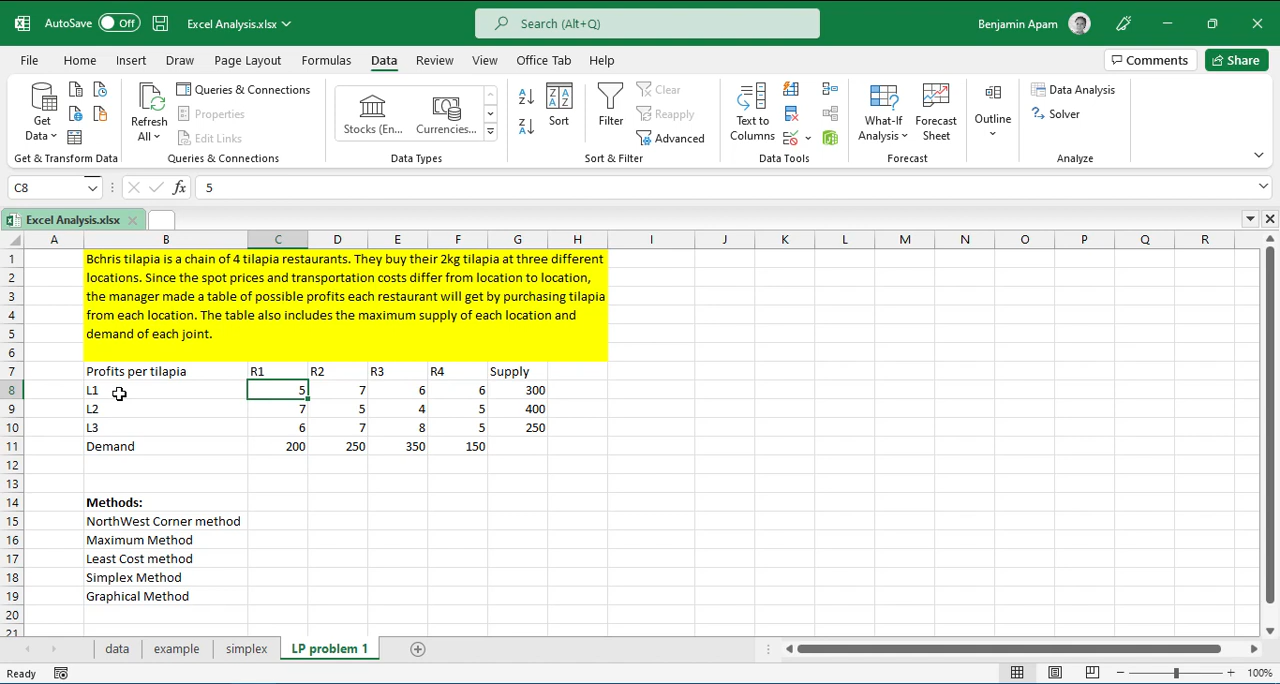 AutoSave Off Excel Analysis.xlsx Search (Alt+Q) Benjamin Apam
File Home Insert Draw Page Layout Formulas Data Review View Office Tab Help Comments Share
Get Data Refresh All Queries & Connections Properties Edit Links Stocks (En... Currencies... Sort Filter Clear Reapply Advanced Text to Columns What-If Analysis Forecast Sheet Outline Data Analysis Solver
Get & Transform Data Queries & Connections Data Types Sort & Filter Data Tools Forecast Analyze
C8 fx 5
Excel Analysis.xlsx
A B C D E F G H I J K L M N O P Q R
1 Bchris tilapia is a chain of 4 tilapia restaurants. They buy their 2kg tilapia at three different
2 locations. Since the spot prices and transportation costs differ from location to location,
3 the manager made a table of possible profits each restaurant will get by purchasing tilapia
4 from each location. The table also includes the maximum supply of each location and
5 demand of each joint.
6
7 Profits per tilapia R1 R2 R3 R4 Supply
8 L1 5 7 6 6 300
9 L2 7 5 4 5 400
10 L3 6 7 8 5 250
11 Demand 200 250 350 150
12
13
14 Methods:
15 NorthWest Corner method
16 Maximum Method
17 Least Cost method
18 Simplex Method
19 Graphical Method
20
21
data example simplex LP problem 1
Ready 100%